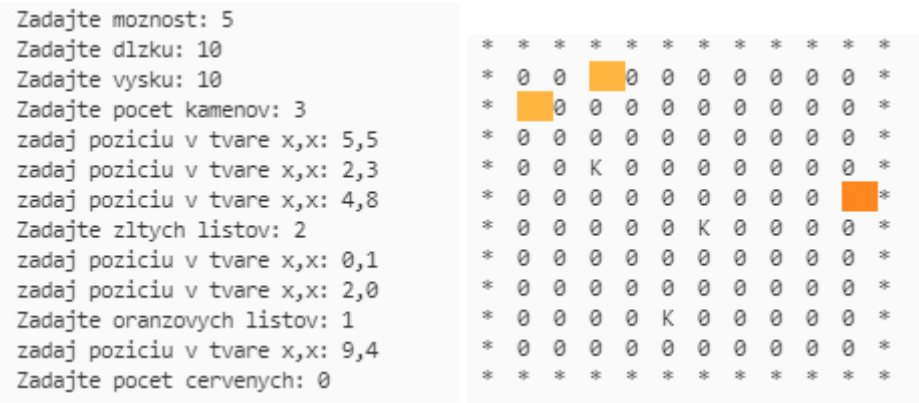 Zadajte moznost: 5
Zadajte dlzku: 10
Zadajte vysku: 10
Zadajte pocet kamenov: 3
zadaj poziciu v tvare x,x: 5,5
zadaj poziciu v tvare x,x: 2,3
zadaj poziciu v tvare x,x: 4,8
Zadajte zltych listov: 2
zadaj poziciu v tvare x,x: 0,1
zadaj poziciu v tvare x,x: 2,0
Zadajte oranzovych listov: 1
zadaj poziciu v tvare x,x: 9,4
Zadajte pocet cervenych: 0
* * * * * * * * * * * *
* 0 0 0 0 0 0 0 0 0 *
* 0 0 0 0 0 0 0 0 0 *
* 0 0 0 0 0 0 0 0 0 0 *
* 0 0 K 0 0 0 0 0 0 0 *
* 0 0 0 0 0 0 0 0 0 *
* 0 0 0 0 0 K 0 0 0 0 *
* 0 0 0 0 0 0 0 0 0 0 *
* 0 0 0 0 0 0 0 0 0 0 *
* 0 0 0 0 K 0 0 0 0 0 *
* 0 0 0 0 0 0 0 0 0 0 *
* * * * * * * * * * * *